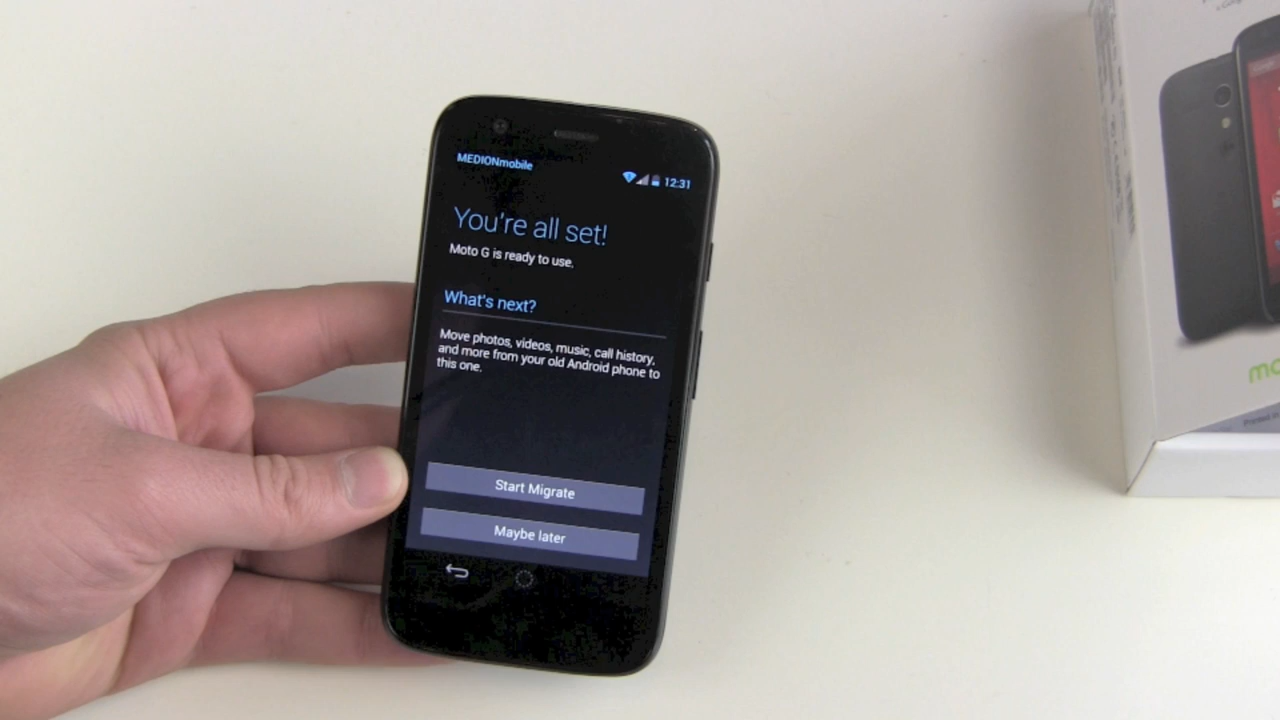 MEDIONmobile
12:31
You're all set!
Moto G is ready to use.
What's next?
Move photos, videos, music, call history,
and more from your old Android phone to
this one.
Start Migrate
Maybe later
mo